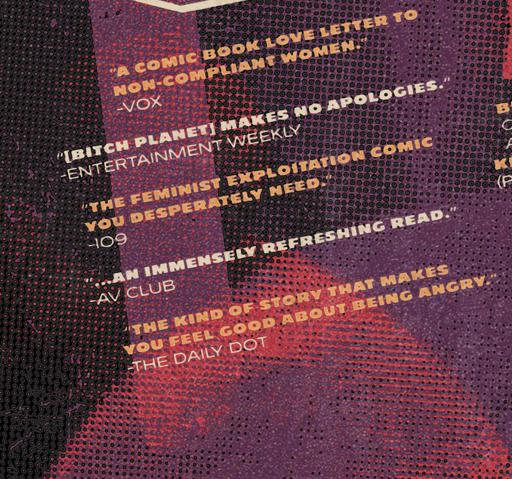 "A COMIC BOOK LOVE LETTER TO
NON-COMPLIANT WOMEN."
-VOX
"[BITCH PLANET] MAKES NO APOLOGIES."
-ENTERTAINMENT WEEKLY
"THE FEMINIST EXPLOITATION COMIC
YOU DESPERATELY NEED."
-IO9
"...AN IMMENSELY REFRESHING READ."
-AV CLUB
"THE KIND OF STORY THAT MAKES
YOU FEEL GOOD ABOUT BEING ANGRY."
-THE DAILY DOT